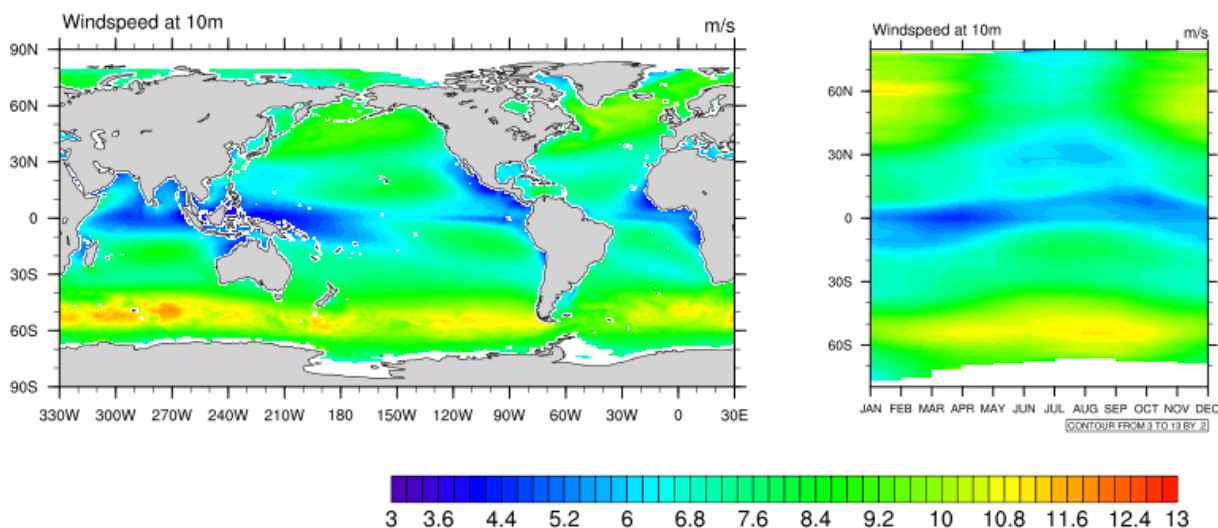 Windspeed at 10m m/s
90N
60N
30N
0
30S
60S
90S
330W 300W 270W 240W 210W 180 150W 120W 90W 60W 30W 0 30E
Windspeed at 10m m/s
60N
30N
0
30S
60S
JAN FEB MAR APR MAY JUN JUL AUG SEP OCT NOV DEC
CONTOUR FROM 3 TO 13 BY .2
3 3.6 4.4 5.2 6 6.8 7.6 8.4 9.2 10 10.8 11.6 12.4 13